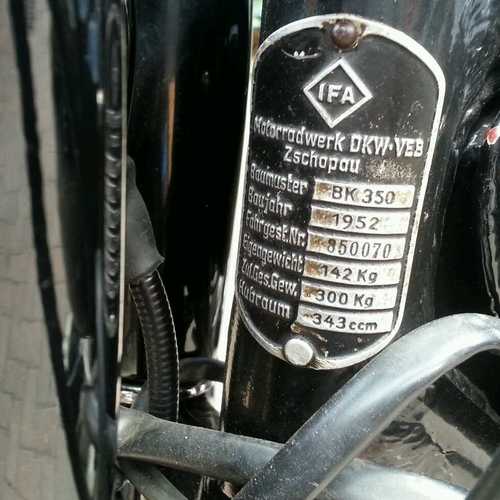 IFA
Motorradwerk DKW·VEB
Zschopau
Baumuster BK 350
Baujahr 1952
Fahrgest.Nr. 850070
Eigengewicht 142 Kg
Zul.Ges.Gew. 300 Kg
Hubraum 343 ccm